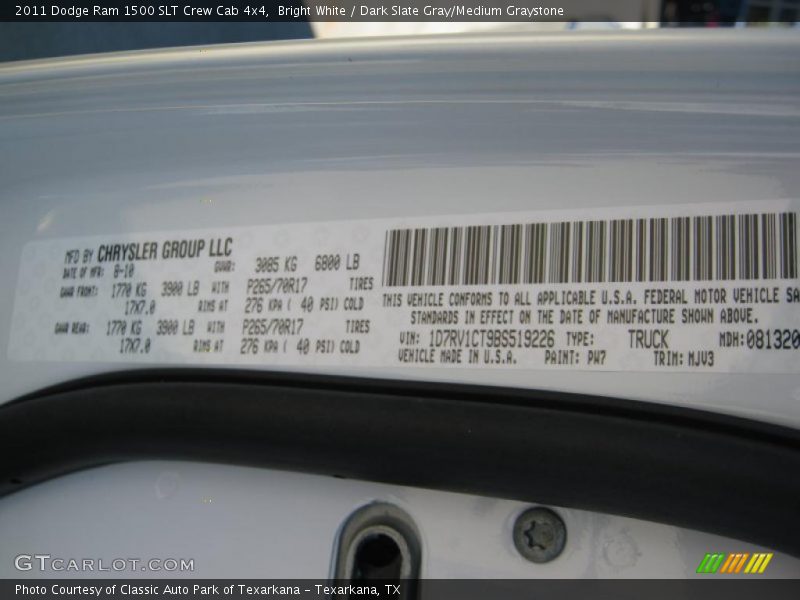 2011 Dodge Ram 1500 SLT Crew Cab 4x4, Bright White / Dark Slate Gray/Medium Graystone
MFD BY CHRYSLER GROUP LLC
DATE OF MFR: 8-10 GVWR: 3085 KG 6800 LB
GAWR FRONT: 1770 KG 3900 LB WITH P265/70R17 TIRES
17X7.0 RIMS AT 276 KPA ( 40 PSI) COLD
GAWR REAR: 1770 KG 3900 LB WITH P265/70R17 TIRES
17X7.0 RIMS AT 276 KPA ( 40 PSI) COLD
THIS VEHICLE CONFORMS TO ALL APPLICABLE U.S.A. FEDERAL MOTOR VEHICLE SA
STANDARDS IN EFFECT ON THE DATE OF MANUFACTURE SHOWN ABOVE.
VIN: 1D7RV1CT9BS519226 TYPE: TRUCK MDH:081320
VEHICLE MADE IN U.S.A. PAINT: PW7 TRIM: MJV3
GTCARLOT.COM
Photo Courtesy of Classic Auto Park of Texarkana - Texarkana, TX